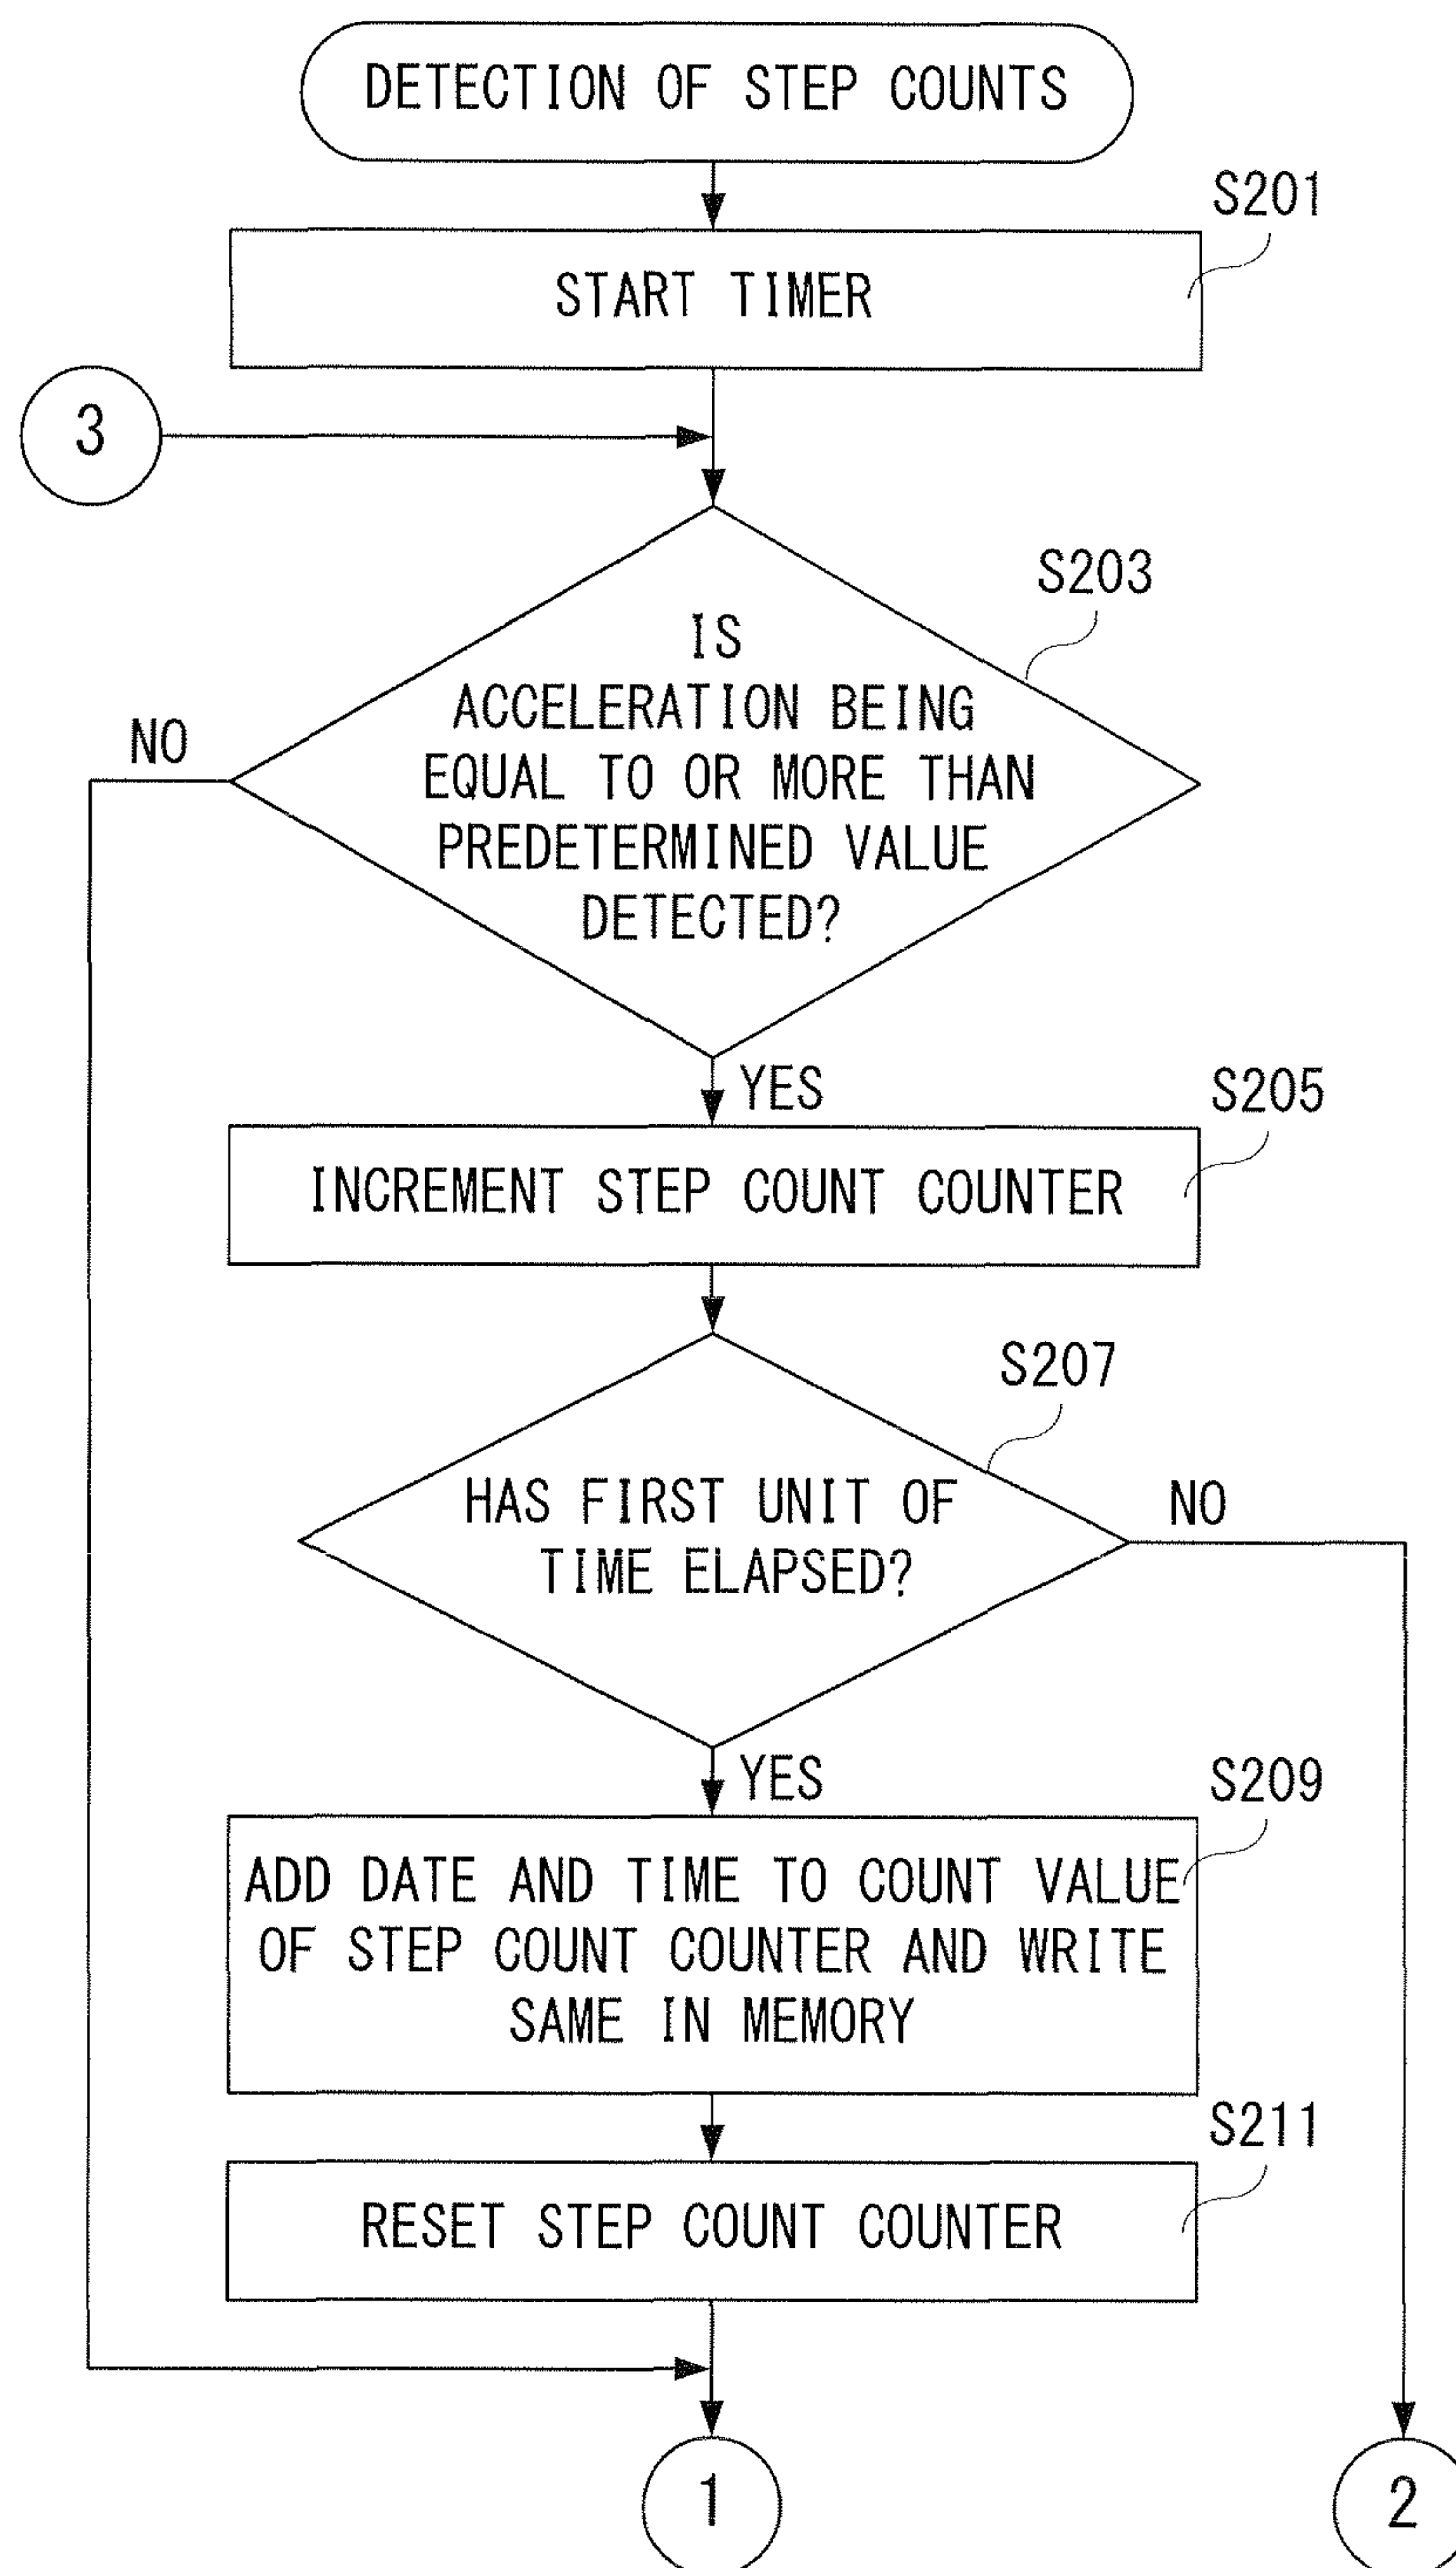 DETECTION OF STEP COUNTS
S201
START TIMER
3
S203
IS
ACCELERATION BEING
EQUAL TO OR MORE THAN
PREDETERMINED VALUE
DETECTED?
NO
YES
S205
INCREMENT STEP COUNT COUNTER
S207
HAS FIRST UNIT OF
TIME ELAPSED?
NO
YES
S209
ADD DATE AND TIME TO COUNT VALUE
OF STEP COUNT COUNTER AND WRITE
SAME IN MEMORY
S211
RESET STEP COUNT COUNTER
1
2